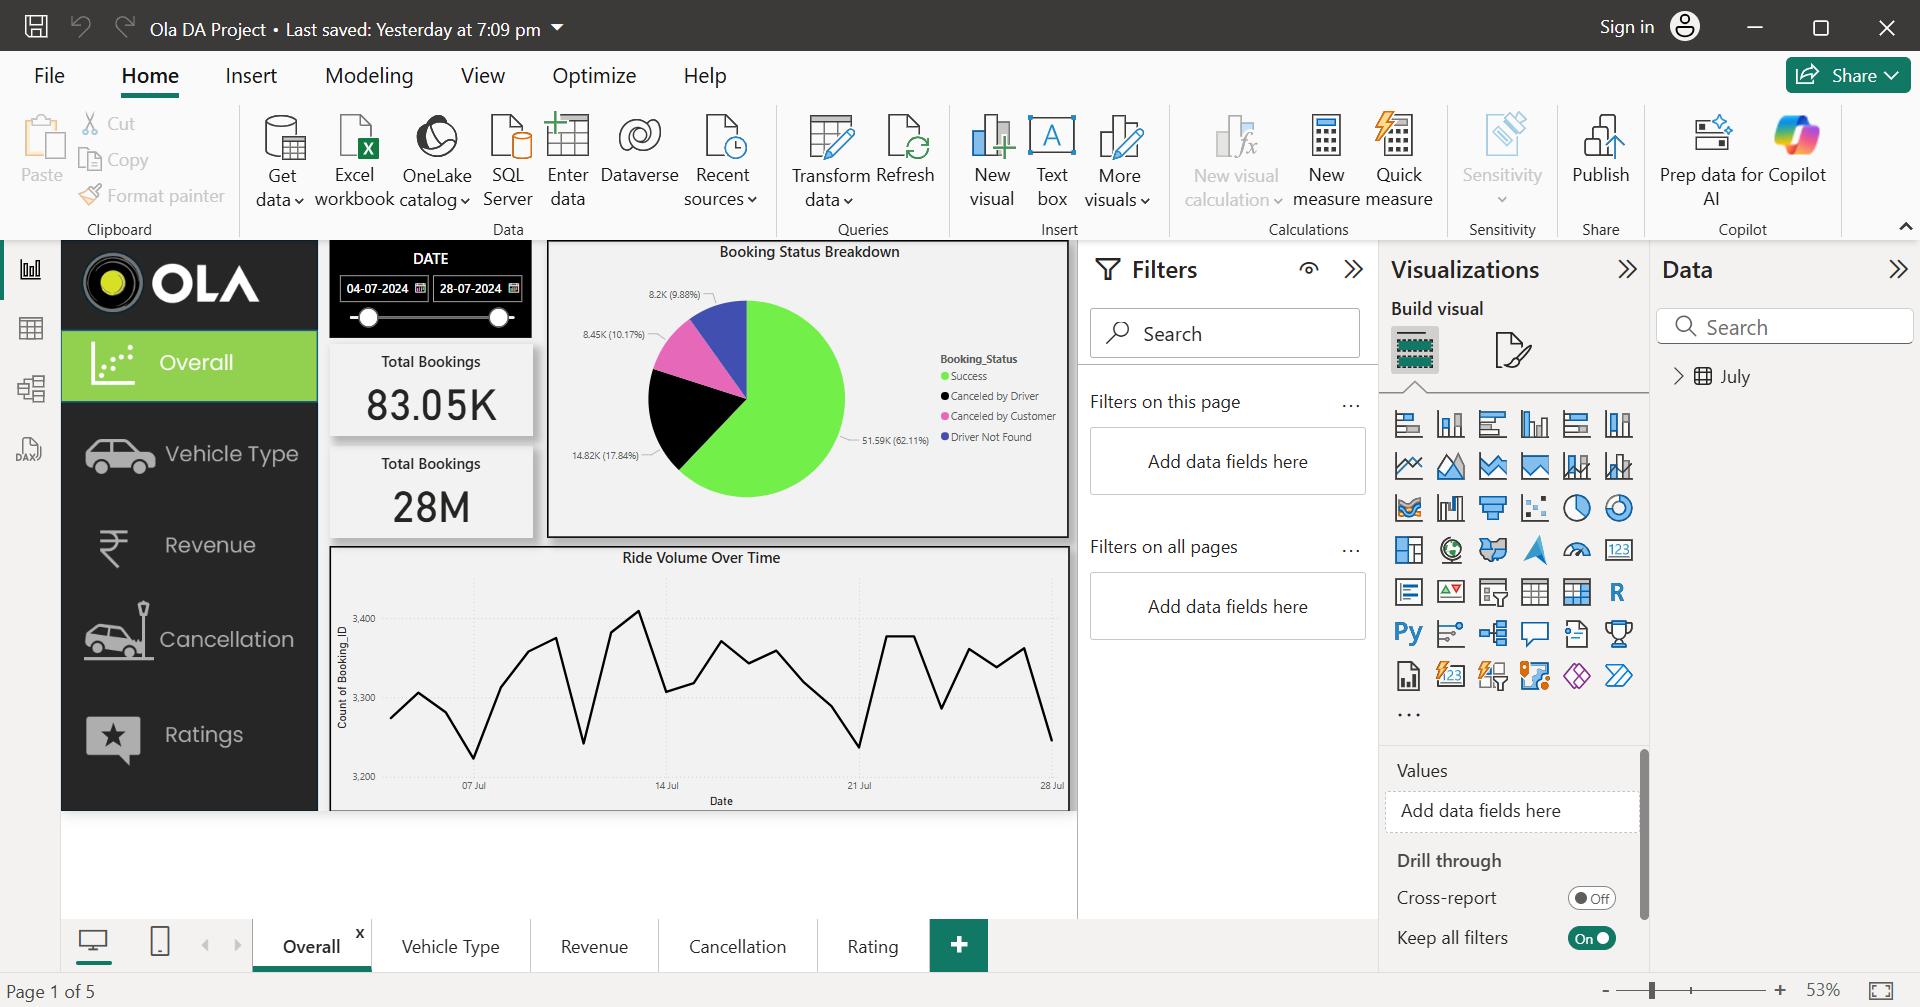 Ola DA Project • Last saved: Yesterday at 7:09 pm
Sign in
File
Home
Insert
Modeling
View
Optimize
Help
Share
Paste
Cut
Copy
Format painter
Clipboard
Get
data
Excel
workbook
OneLake
catalog
SQL
Server
Enter
data
Dataverse
Recent
sources
Data
Transform
data
Refresh
Queries
New
visual
A
Text
box
More
visuals
Insert
fx
New visual
calculation
New
measure
Quick
measure
Calculations
Sensitivity
Sensitivity
Publish
Share
Prep data for
AI
Copilot
Copilot
DAX
OLA
Overall
Vehicle Type
Revenue
Cancellation
Ratings
DATE
04-07-2024
28-07-2024
Total Bookings
83.05K
Total Bookings
28M
Booking Status Breakdown
8.2K (9.88%)
8.45K (10.17%)
14.82K (17.84%)
51.59K (62.11%)
Booking_Status
Success
Canceled by Driver
Canceled by Customer
Driver Not Found
Ride Volume Over Time
Count of Booking_ID
3,400
3,300
3,200
07 Jul
14 Jul
21 Jul
28 Jul
Date
Filters
Search
Filters on this page
...
Add data fields here
Filters on all pages
...
Add data fields here
Visualizations
Build visual
123
R
Py
123
...
Values
Add data fields here
Drill through
Cross-report
Off
Keep all filters
On
Data
Search
July
Overall
x
Vehicle Type
Revenue
Cancellation
Rating
+
Page 1 of 5
-
+
53%